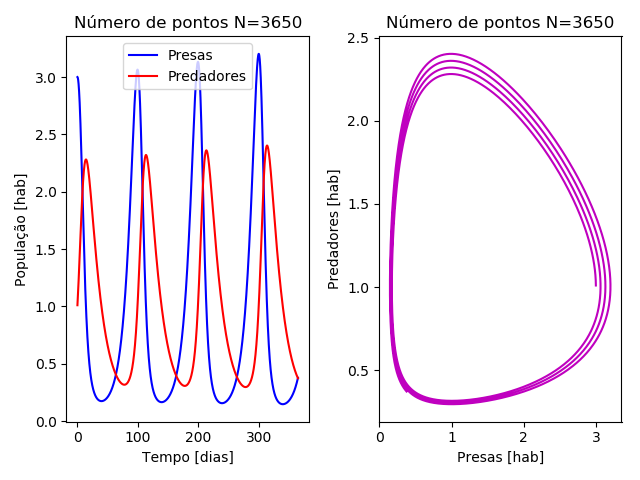 Número de pontos N=3650
Presas
Predadores
População [hab]
3.0
2.5
2.0
1.5
1.0
0.5
0.0
0
100
200
300
Tempo [dias]
Número de pontos N=3650
Predadores [hab]
2.5
2.0
1.5
1.0
0.5
0
1
2
3
Presas [hab]